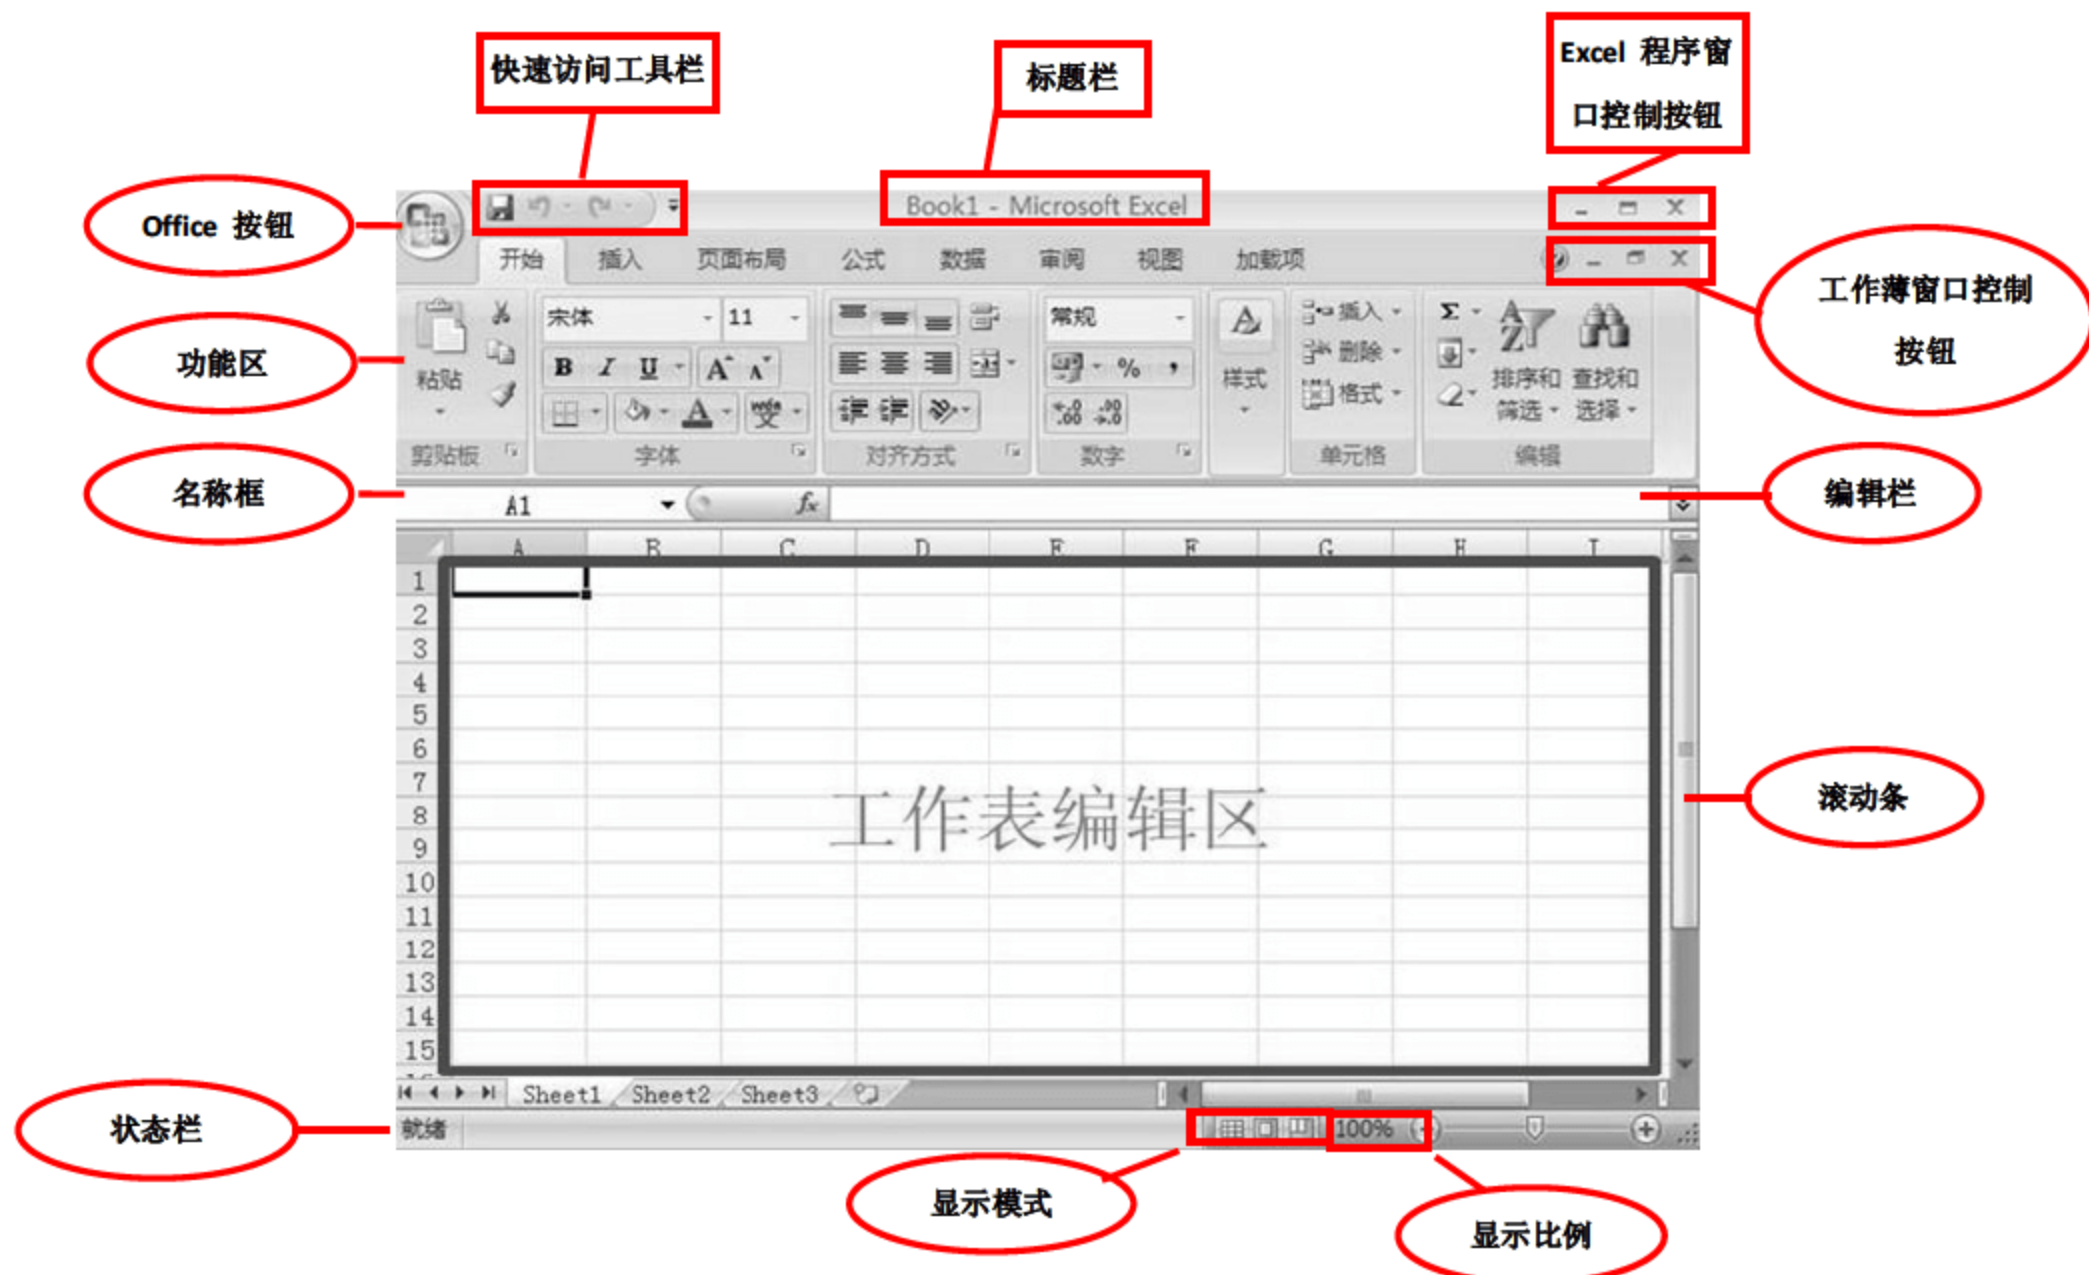 快速访问工具栏
标题栏
Excel 程序窗
口控制按钮
Office 按钮
Book1 - Microsoft Excel
开始 插入 页面布局 公式 数据 审阅 视图 加载项
工作薄窗口控制
按钮
功能区
宋体 11 常规 插入
B I U A A % , 删除
粘贴 样式 格式 排序和 查找和
筛选 选择
剪贴板 字体 对齐方式 数字 单元格 编辑
名称框
A1 fx
编辑栏
A B C D E F G H I
1
2
3
4
5
6
7
工作表编辑区
8
9
10
11
12
13
14
15
滚动条
Sheet1 Sheet2 Sheet3
状态栏
就绪 100%
显示模式
显示比例